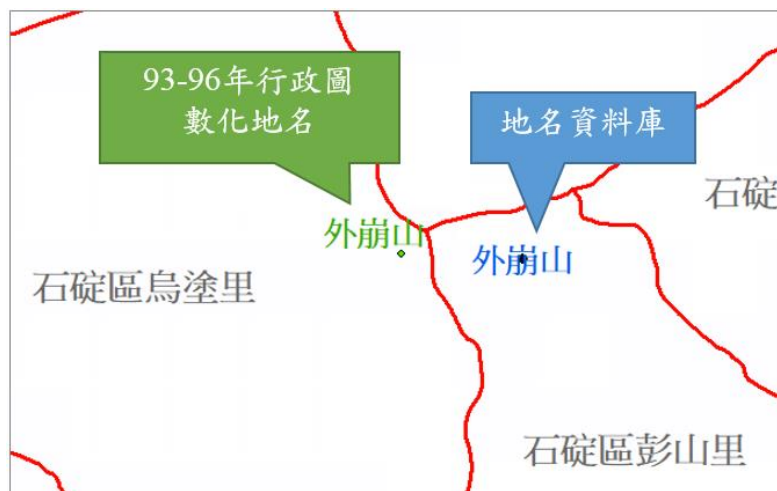 93-96年行政圖
數化地名
地名資料庫
石碇
外崩山
外崩山
石碇區烏塗里
石碇區彭山里